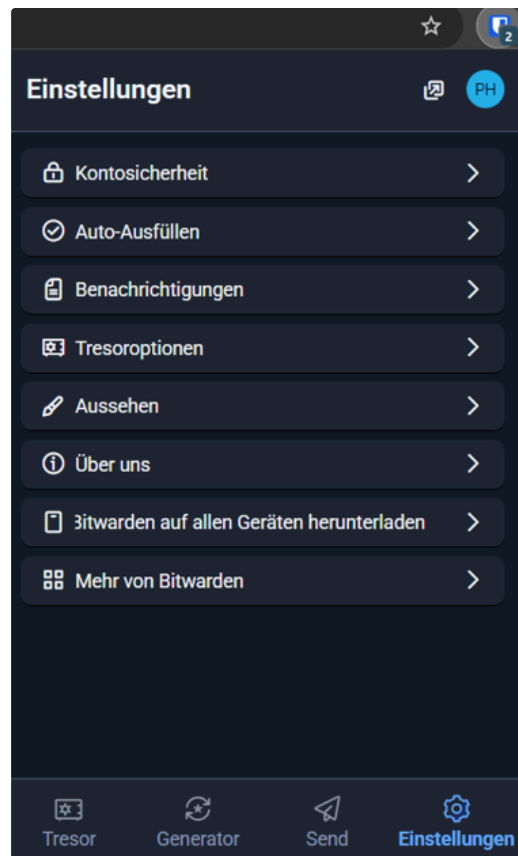 2
Einstellungen
PH
Kontosicherheit
Auto-Ausfüllen
Benachrichtigungen
Tresoroptionen
Aussehen
Über uns
Bitwarden auf allen Geräten herunterladen
Mehr von Bitwarden
Tresor
Generator
Send
Einstellungen